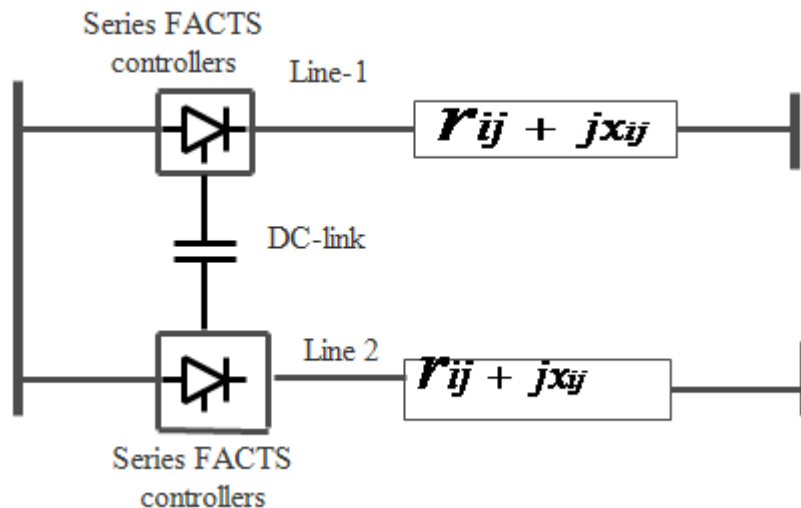 Series FACTS
controllers
Line-1
rij + jxij
DC-link
Line 2
rij + jxij
Series FACTS
controllers